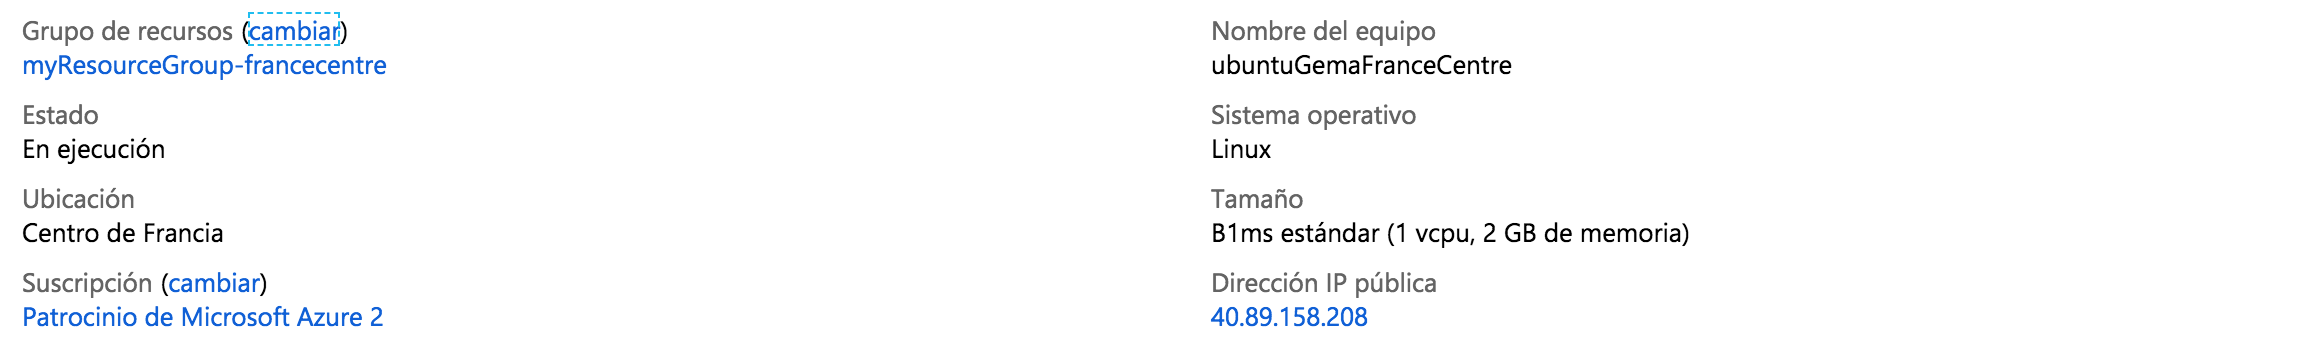 Grupo de recursos (cambiar)
myResourceGroup-francecentre
Estado
En ejecución
Ubicación
Centro de Francia
Suscripción (cambiar)
Patrocinio de Microsoft Azure 2
Nombre del equipo
ubuntuGemaFranceCentre
Sistema operativo
Linux
Tamaño
B1ms estándar (1 vcpu, 2 GB de memoria)
Dirección IP pública
40.89.158.208